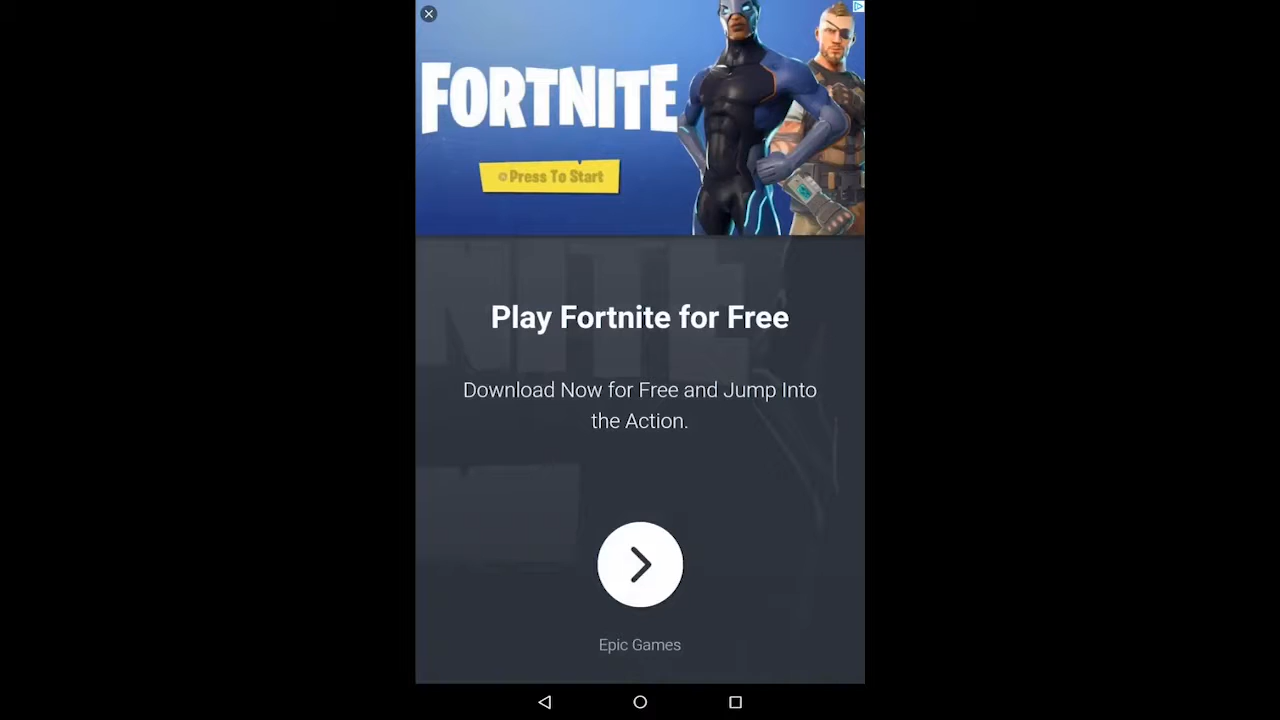 FORTNITE
Press To Start
Play Fortnite for Free
Download Now for Free and Jump Into
the Action.
Epic Games